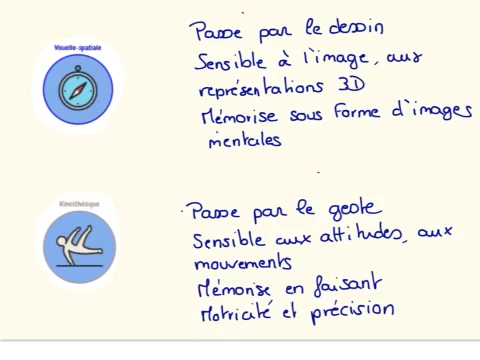 Visuelle-spatiale
Passe par le dessin
Sensible à l'image, aux
représentations 3D
Mémorise sous forme d'images
mentales
Kinesthésique
Passe par le geste
Sensible aux attitudes, aux
mouvements
Mémorise en faisant
Motricité et précision